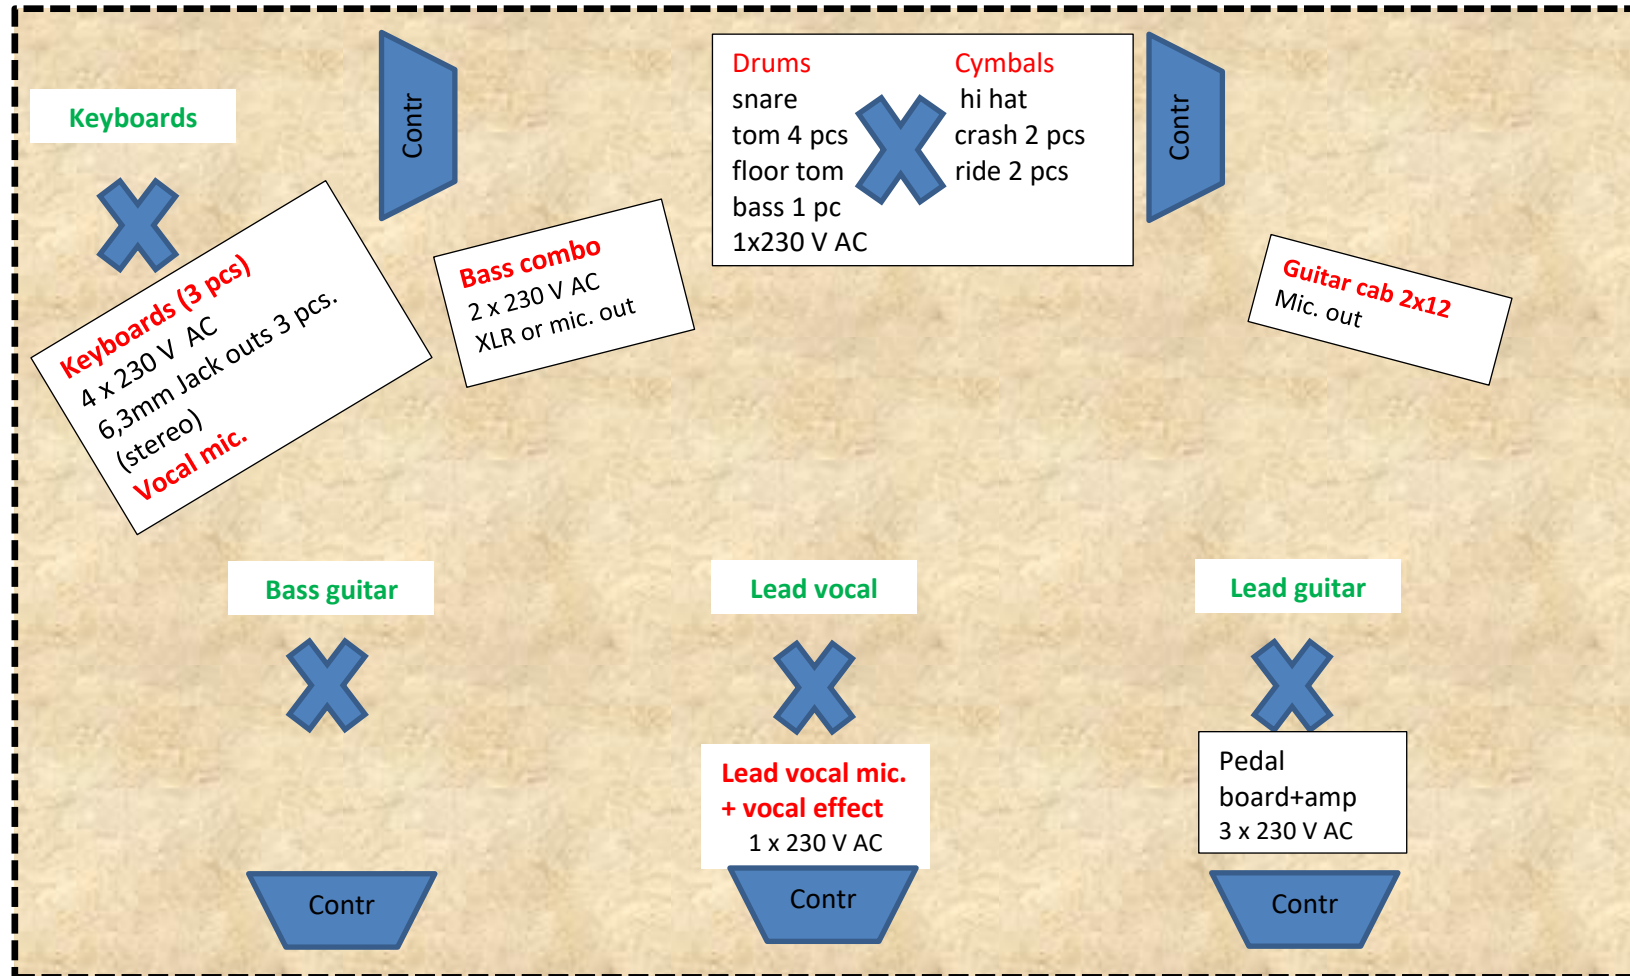 Keyboards
Contr
Drums
snare
tom 4 pcs
floor tom
bass 1 pc
1x230 V AC
Cymbals
hi hat
crash 2 pcs
ride 2 pcs
Contr
Keyboards (3 pcs)
4 x 230 V  AC
6,3mm Jack outs 3 pcs.
(stereo)
Vocal mic.
Bass combo
2 x 230 V AC
XLR or mic. out
Guitar cab 2x12
Mic. out
Bass guitar
Lead vocal
Lead guitar
Lead vocal mic.
+ vocal effect
1 x 230 V AC
Pedal
board+amp
3 x 230 V AC
Contr
Contr
Contr